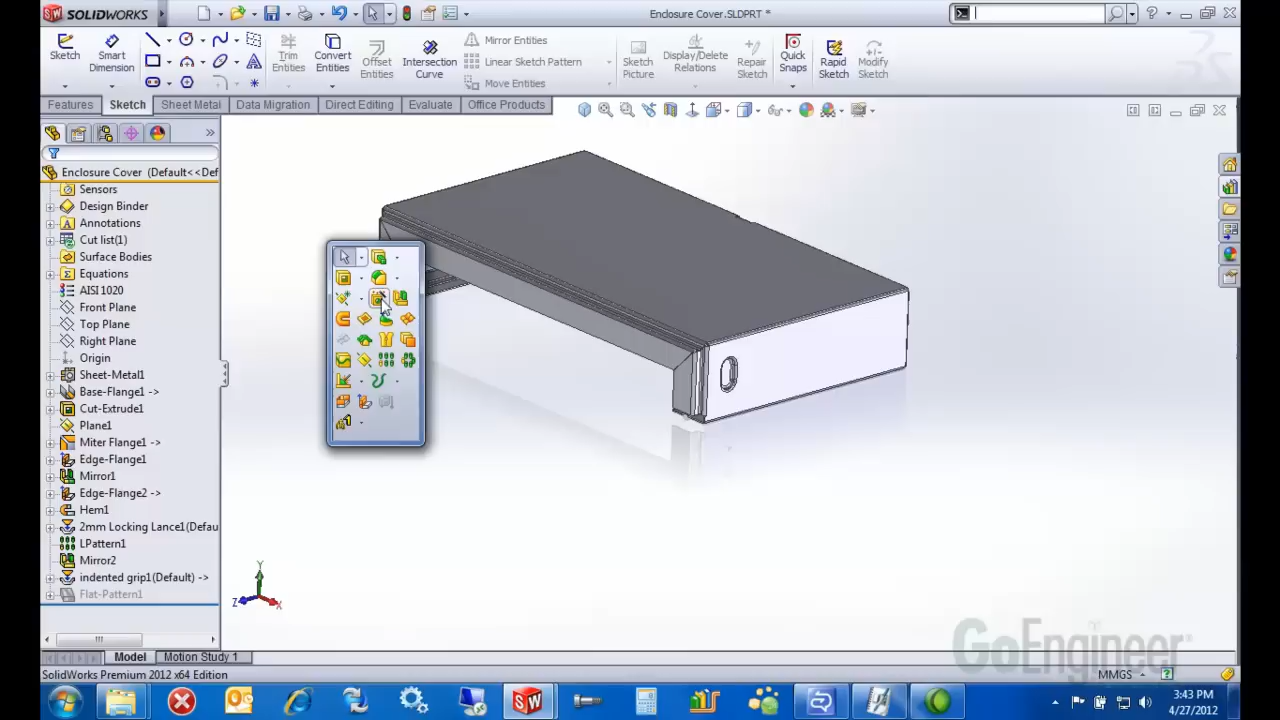 SOLIDWORKS
Enclosure Cover.SLDPRT *
Sketch
Smart Dimension
Trim Entities
Convert Entities
Offset Entities
Intersection Curve
Mirror Entities
Linear Sketch Pattern
Move Entities
Sketch Picture
Display/Delete Relations
Repair Sketch
Quick Snaps
Rapid Sketch
Modify Sketch
Features
Sketch
Sheet Metal
Data Migration
Direct Editing
Evaluate
Office Products
Enclosure Cover (Default<<Def
Sensors
Design Binder
Annotations
Cut list(1)
Surface Bodies
Equations
AISI 1020
Front Plane
Top Plane
Right Plane
Origin
Sheet-Metal1
Base-Flange1 ->
Cut-Extrude1
Plane1
Miter Flange1 ->
Edge-Flange1
Mirror1
Edge-Flange2 ->
Hem1
2mm Locking Lance1(Defau
LPattern1
Mirror2
indented grip1(Default) ->
Flat-Pattern1
Y
Z
X
GoEngineer®
Model
Motion Study 1
SolidWorks Premium 2012 x64 Edition
MMGS
3:43 PM
4/27/2012